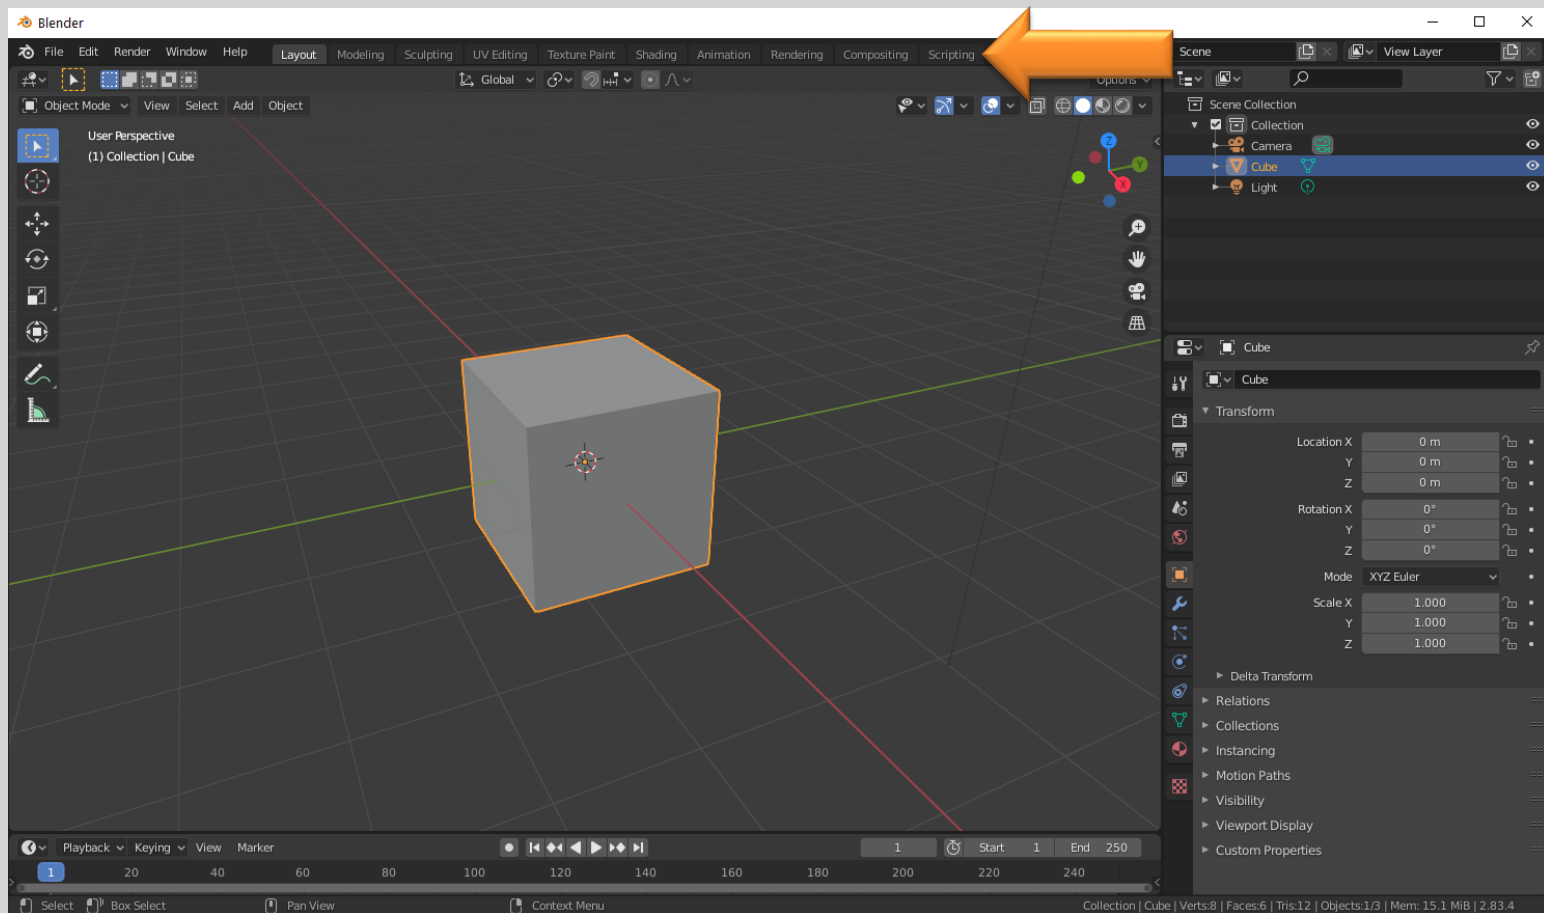 Blender
File Edit Render Window Help Layout Modeling Sculpting UV Editing Texture Paint Shading Animation Rendering Compositing Scripting Scene View Layer
Global Options
Object Mode View Select Add Object
User Perspective
(1) Collection | Cube
Z
Y
X
Scene Collection
Collection
Camera
Cube
Light
Cube
Cube
Transform
Location X 0 m
Y 0 m
Z 0 m
Rotation X 0°
Y 0°
Z 0°
Mode XYZ Euler
Scale X 1.000
Y 1.000
Z 1.000
Delta Transform
Relations
Collections
Instancing
Motion Paths
Visibility
Viewport Display
Custom Properties
Playback Keying View Marker 1 Start 1 End 250
1 20 40 60 80 100 120 140 160 180 200 220 240
Select Box Select Pan View Context Menu Collection | Cube | Verts:8 | Faces:6 | Tris:12 | Objects:1/3 | Mem: 15.1 MiB | 2.83.4